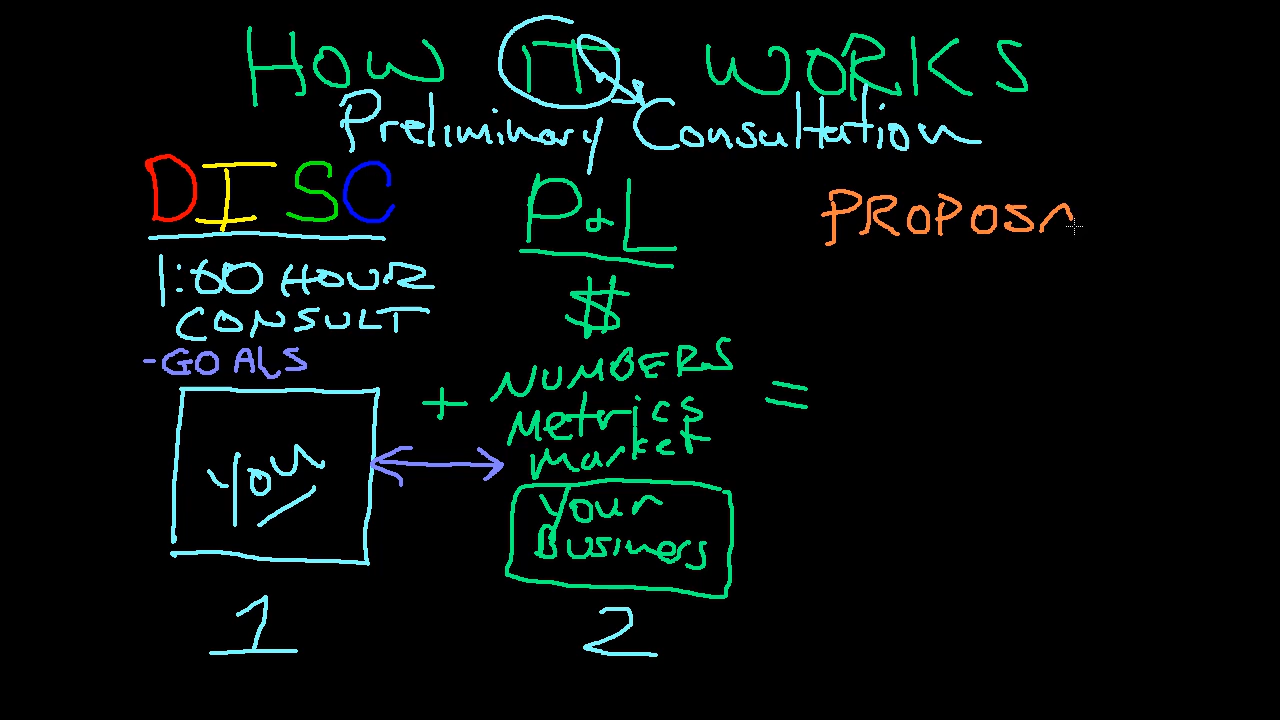 HOW IT WORKS
Preliminary Consultation
DISC
1:00 HOUR
CONSULT
-GOALS
You
1
+
P&L
$
NUMBERS
Metrics
Market
Your
Business
2
=
PROPOSA